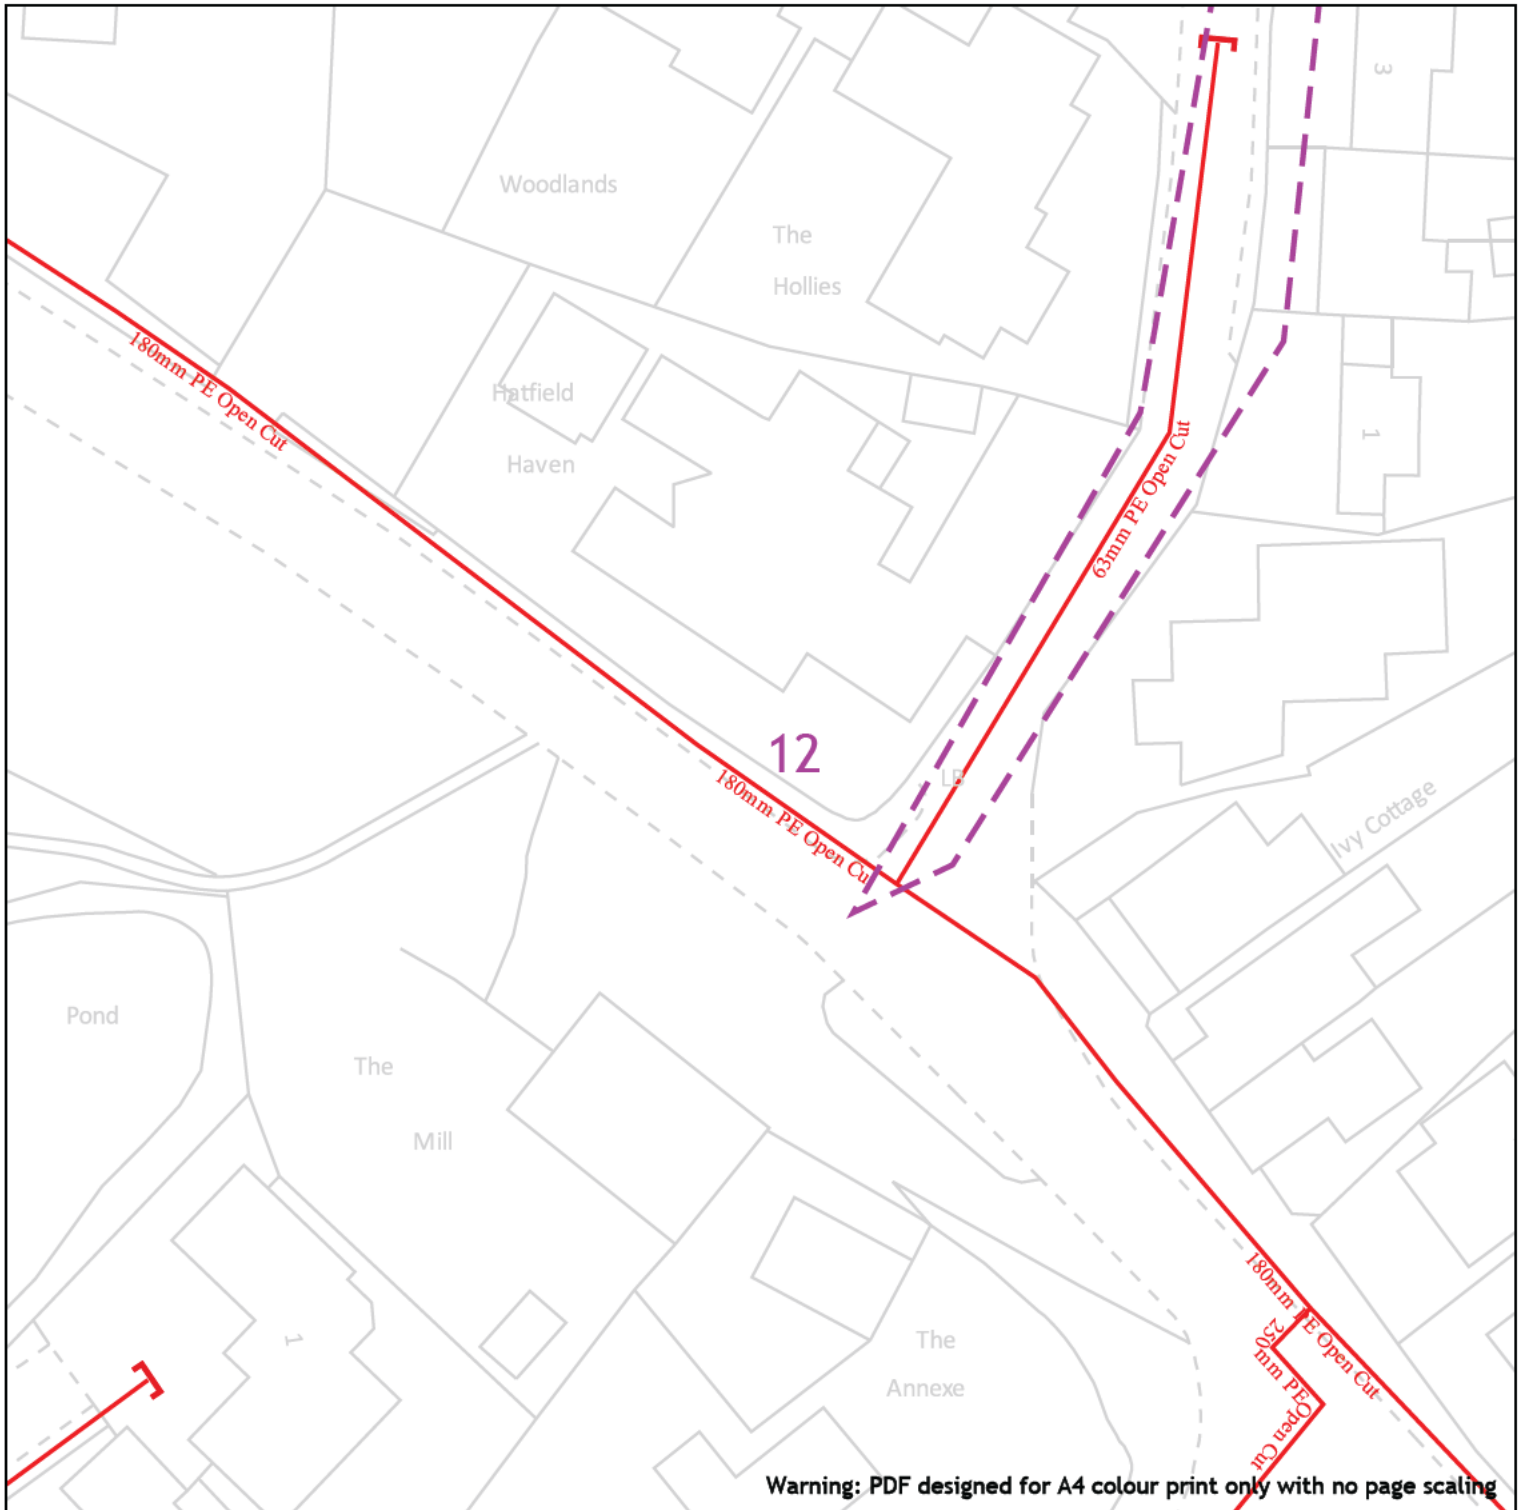 3
Woodlands
The
Hollies
180mm PE Open Cut
Hatfield
Haven
1
63mm PE Open Cut
12
LB
180mm PE Open Cu
Ivy Cottage
Pond
The
Mill
180mm PE Open Cut
250mm PE Open Cut
1
The
Annexe
Warning: PDF designed for A4 colour print only with no page scaling